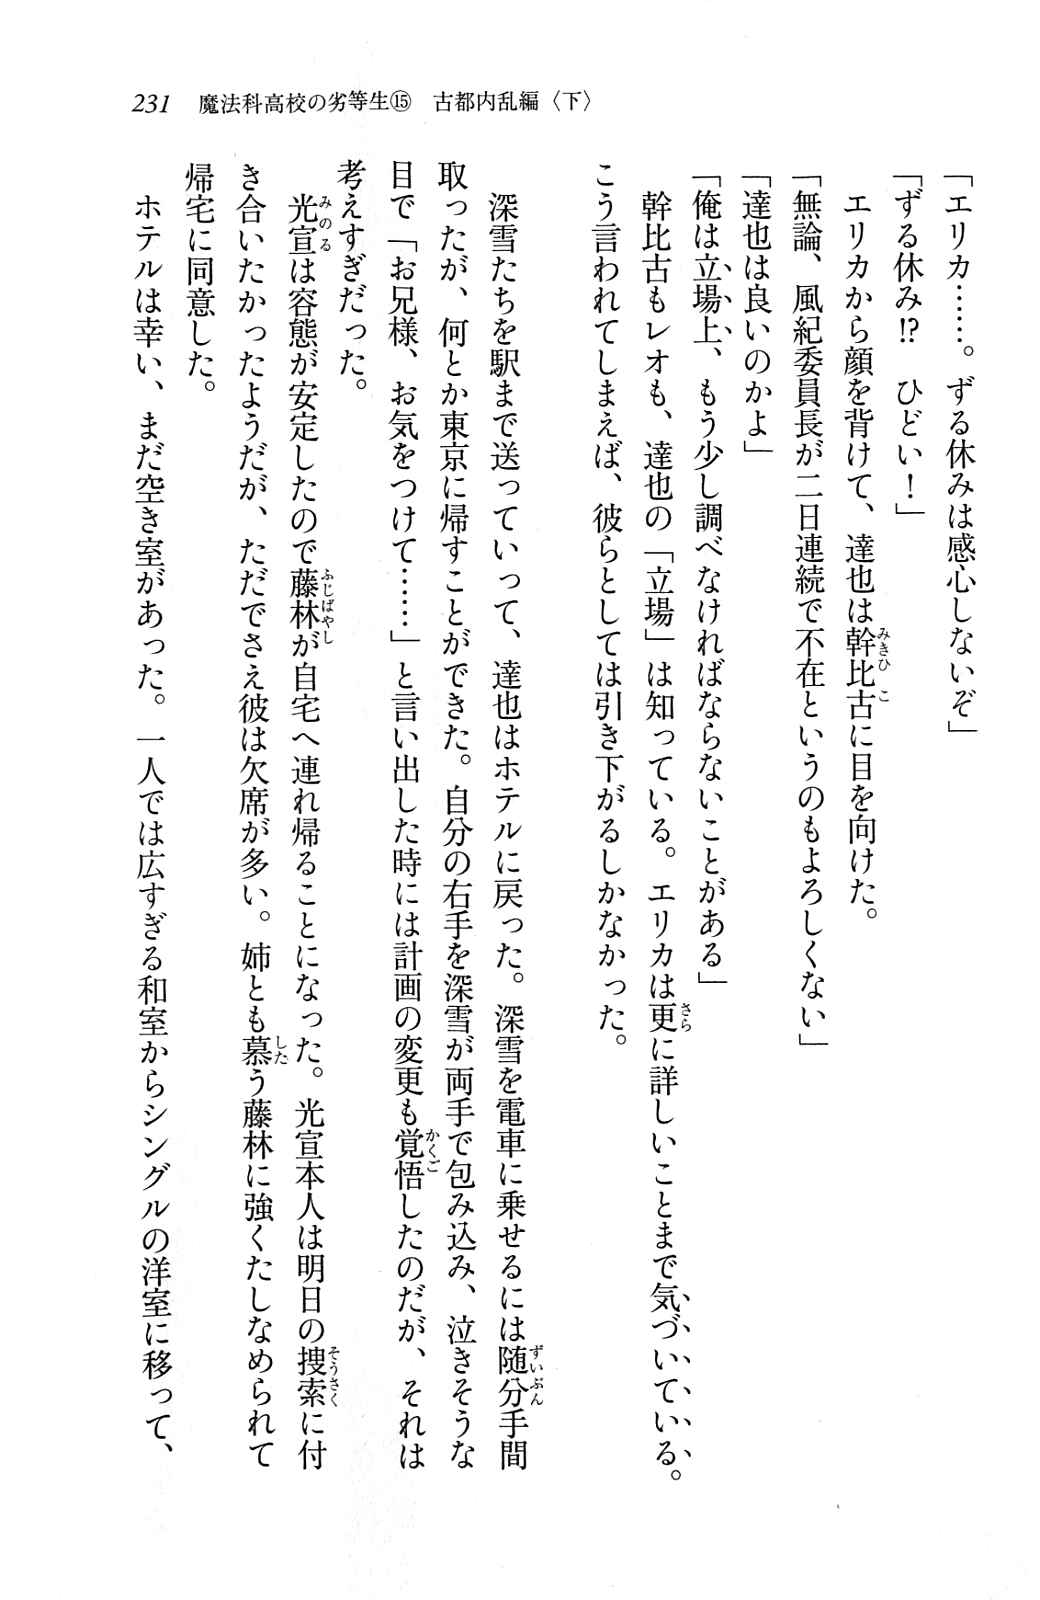 231　魔法科高校の劣等生⑮　古都内乱編〈下〉
「エリカ……。ずる休みは感心しないぞ」
「ずる休み!?　ひどい！」
　エリカから顔を背けて、達也は幹比古に目を向けた。
「無論、風紀委員長が二日連続で不在というのもよろしくない」
「達也は良いのかよ」
「俺は立場上、もう少し調べなければならないことがある」
　幹比古もレオも、達也の「立場」は知っている。エリカは更に詳しいことまで気づいている。
こう言われてしまえば、彼らとしては引き下がるしかなかった。
　深雪たちを駅まで送っていって、達也はホテルに戻った。深雪を電車に乗せるには随分手間
取ったが、何とか東京に帰すことができた。自分の右手を深雪が両手で包み込み、泣きそうな
目で「お兄様、お気をつけて……」と言い出した時には計画の変更も覚悟したのだが、それは
考えすぎだった。
　光宣は容態が安定したので藤林が自宅へ連れ帰ることになった。光宣本人は明日の捜索に付
き合いたかったようだが、ただでさえ彼は欠席が多い。姉とも慕う藤林に強くたしなめられて
帰宅に同意した。
　ホテルは幸い、まだ空き室があった。一人では広すぎる和室からシングルの洋室に移って、